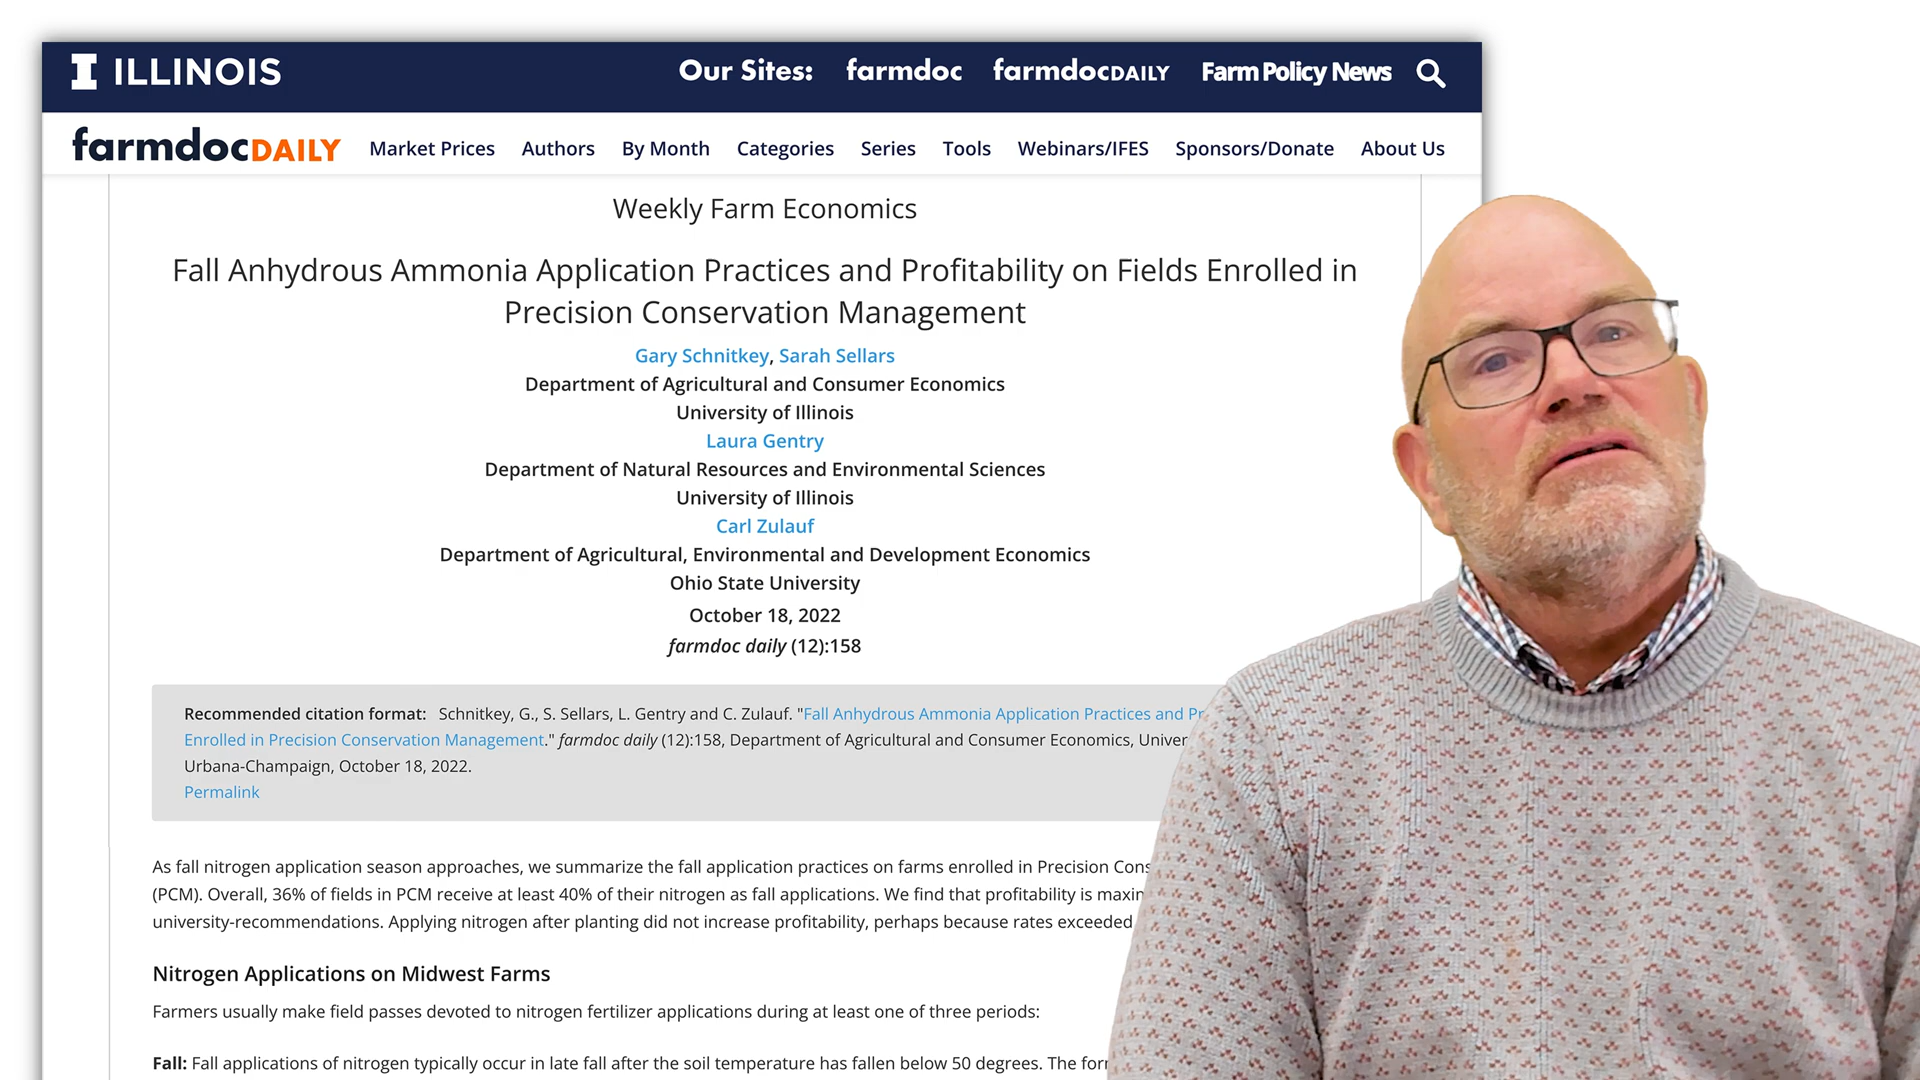 ILLINOIS
Our Sites: farmdoc farmdocDAILY Farm Policy News
farmdocDAILY Market Prices Authors By Month Categories Series Tools Webinars/IFES Sponsors/Donate About Us
Weekly Farm Economics
Fall Anhydrous Ammonia Application Practices and Profitability on Fields Enrolled in
Precision Conservation Management
Gary Schnitkey, Sarah Sellars
Department of Agricultural and Consumer Economics
University of Illinois
Laura Gentry
Department of Natural Resources and Environmental Sciences
University of Illinois
Carl Zulauf
Department of Agricultural, Environmental and Development Economics
Ohio State University
October 18, 2022
farmdoc daily (12):158
Recommended citation format: Schnitkey, G., S. Sellars, L. Gentry and C. Zulauf. "Fall Anhydrous Ammonia Application Practices and Pr
Enrolled in Precision Conservation Management." farmdoc daily (12):158, Department of Agricultural and Consumer Economics, Univer
Urbana-Champaign, October 18, 2022.
Permalink
As fall nitrogen application season approaches, we summarize the fall application practices on farms enrolled in Precision Cons
(PCM). Overall, 36% of fields in PCM receive at least 40% of their nitrogen as fall applications. We find that profitability is maxin
university-recommendations. Applying nitrogen after planting did not increase profitability, perhaps because rates exceeded
Nitrogen Applications on Midwest Farms
Farmers usually make field passes devoted to nitrogen fertilizer applications during at least one of three periods:
Fall: Fall applications of nitrogen typically occur in late fall after the soil temperature has fallen below 50 degrees. The forr